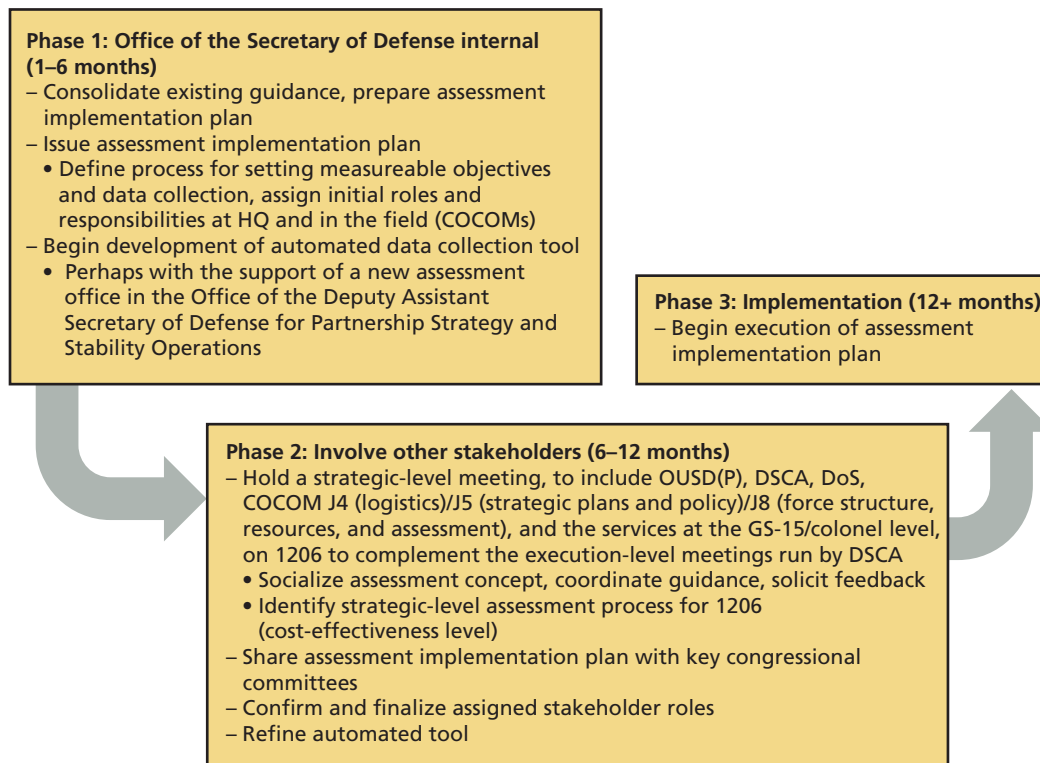 Phase 1: Office of the Secretary of Defense internal
(1–6 months)
– Consolidate existing guidance, prepare assessment
implementation plan
– Issue assessment implementation plan
• Define process for setting measureable objectives
and data collection, assign initial roles and
responsibilities at HQ and in the field (COCOMs)
– Begin development of automated data collection tool
• Perhaps with the support of a new assessment
office in the Office of the Deputy Assistant
Secretary of Defense for Partnership Strategy and
Stability Operations
Phase 2: Involve other stakeholders (6–12 months)
– Hold a strategic-level meeting, to include OUSD(P), DSCA, DoS,
COCOM J4 (logistics)/J5 (strategic plans and policy)/J8 (force structure,
resources, and assessment), and the services at the GS-15/colonel level,
on 1206 to complement the execution-level meetings run by DSCA
• Socialize assessment concept, coordinate guidance, solicit feedback
• Identify strategic-level assessment process for 1206
(cost-effectiveness level)
– Share assessment implementation plan with key congressional
committees
– Confirm and finalize assigned stakeholder roles
– Refine automated tool
Phase 3: Implementation (12+ months)
– Begin execution of assessment
implementation plan